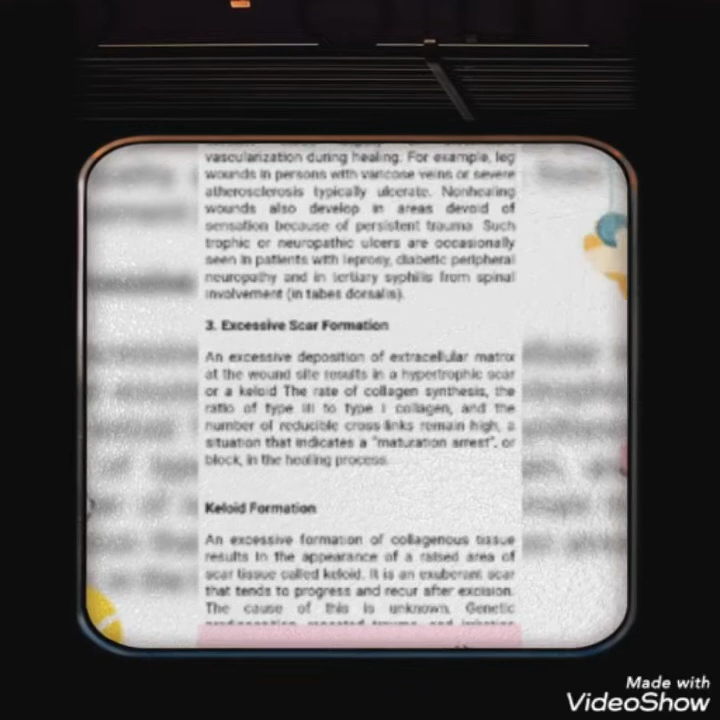 vascularization during healing. For example, leg
wounds in persons with varicose veins or severe
atherosclerosis typically ulcerate. Nonhealing
wounds also develop in areas devoid of
sensation because of persistent trauma. Such
trophic or neuropathic ulcers are occasionally
seen in patients with leprosy, diabetic peripheral
neuropathy and in tertiary syphilis from spinal
involvement (in tabes dorsalis).
3. Excessive Scar Formation
An excessive deposition of extracellular matrix
at the wound site results in a hypertrophic scar
or a keloid The rate of collagen synthesis, the
ratio of type III to type I collagen, and the
number of reducible cross-links remain high, a
situation that indicates a "maturation arrest", or
block, in the healing process.
Keloid Formation
An excessive formation of collagenous tissue
results in the appearance of a raised area of
scar tissue called keloid. It is an exuberant scar
that tends to progress and recur after excision.
The cause of this is unknown. Genetic
Made with
VideoShow